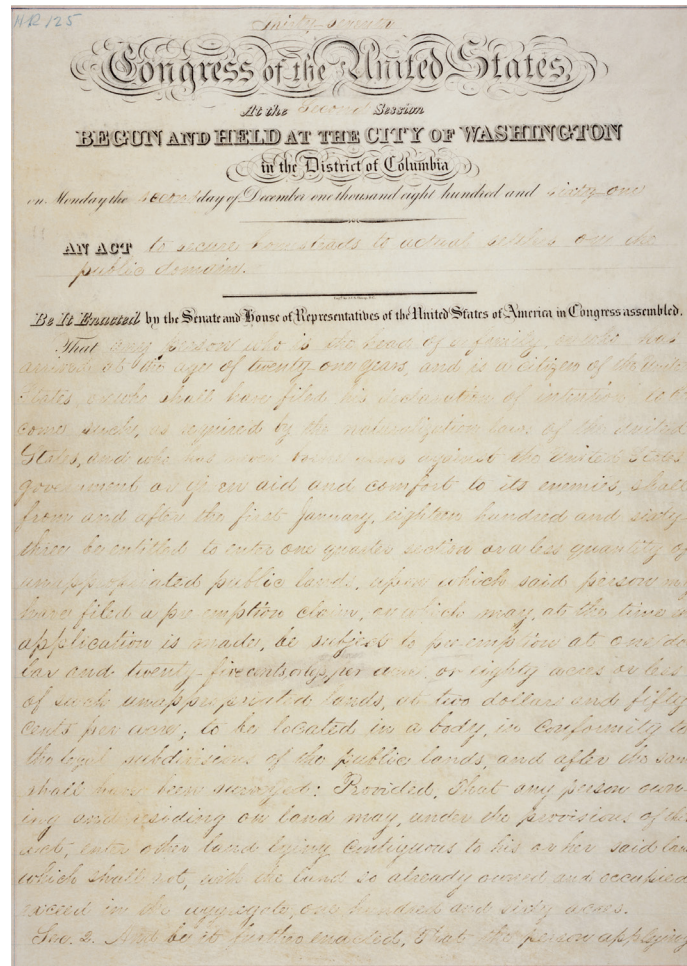 HR 125
Thirty-seventh
Congress of the United States,
At the Second Session
BEGUN AND HELD AT THE CITY OF WASHINGTON
in the District of Columbia
on Monday the second day of December one thousand eight hundred and sixty-one
AN ACT to secure homesteads to actual settlers on the
public domain.
Be It Enacted by the Senate and House of Representatives of the United States of America in Congress assembled.
That any person who is the head of a family, or who has
arrived at the age of twenty-one years, and is a citizen of the United
States, or who shall have filed his declaration of intention to be
come such, as required by the naturalization laws of the United
States, and who has never borne arms against the United States
government or given aid and comfort to its enemies, shall
from and after the first January, eighteen hundred and sixty
three be entitled to enter one quarter section or a less quantity of
unappropriated public lands, upon which said person may
have filed a pre emption claim, or which may, at the time
application is made, be subject to pre emption at one dol
lar and twenty-five cents or less per acre; or eighty acres or less
of such unappropriated lands, at two dollars and fifty
cents per acre; to be located in a body, in conformity to
the legal subdivisions of the public lands, and after the same
shall have been surveyed: Provided, That any person own
ing and residing on land may, under the provisions of this
act, enter other land lying contiguous to his or her said land
which shall not, with the land so already owned and occupied
exceed in the aggregate one hundred and sixty acres.
Sec. 2. And be it further enacted, That the person applying